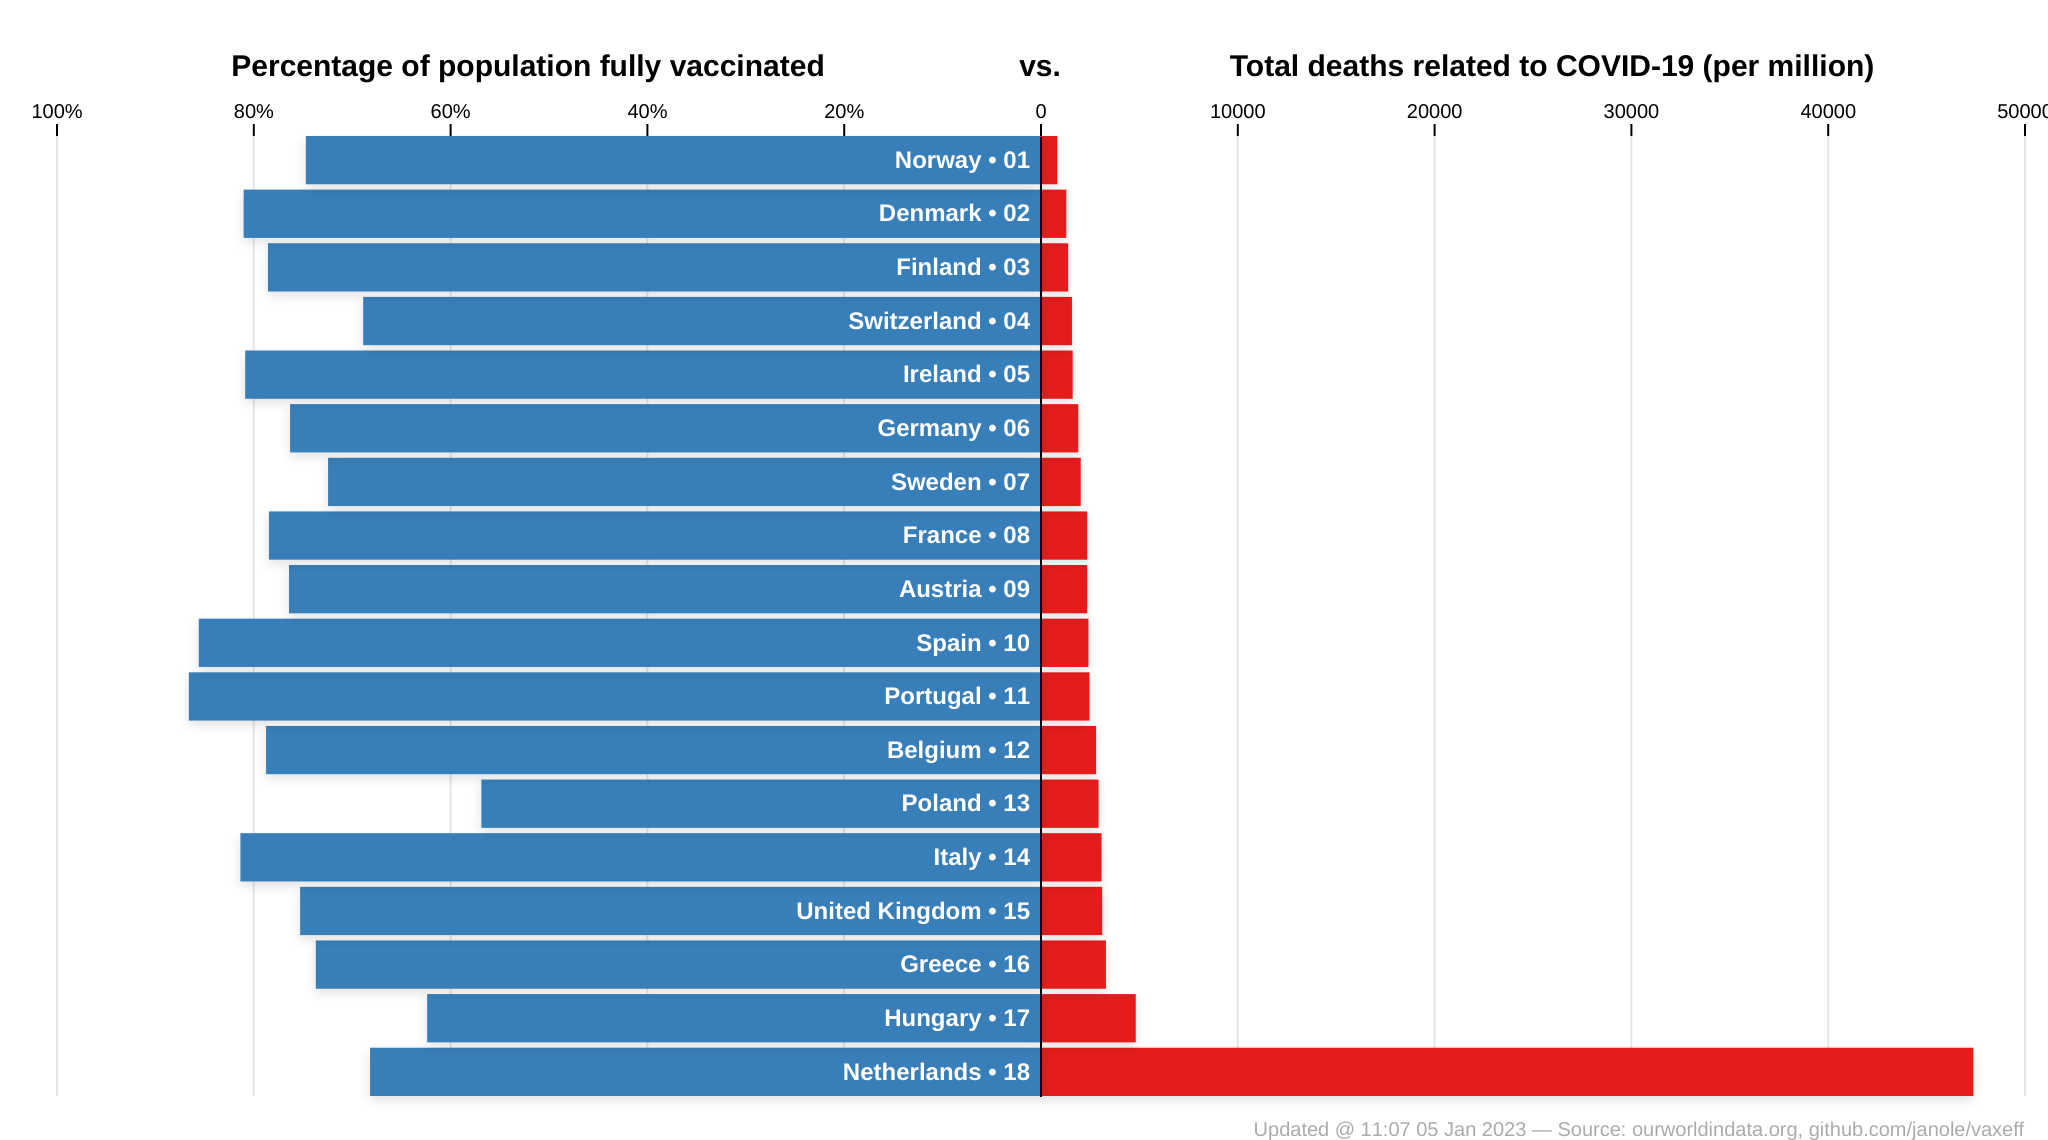 Percentage of population fully vaccinated vs. Total deaths related to COVID-19 (per million)
100% 80% 60% 40% 20% 0 10000 20000 30000 40000 50000
Norway • 01
Denmark • 02
Finland • 03
Switzerland • 04
Ireland • 05
Germany • 06
Sweden • 07
France • 08
Austria • 09
Spain • 10
Portugal • 11
Belgium • 12
Poland • 13
Italy • 14
United Kingdom • 15
Greece • 16
Hungary • 17
Netherlands • 18
Updated @ 11:07 05 Jan 2023 — Source: ourworldindata.org, github.com/janole/vaxeff